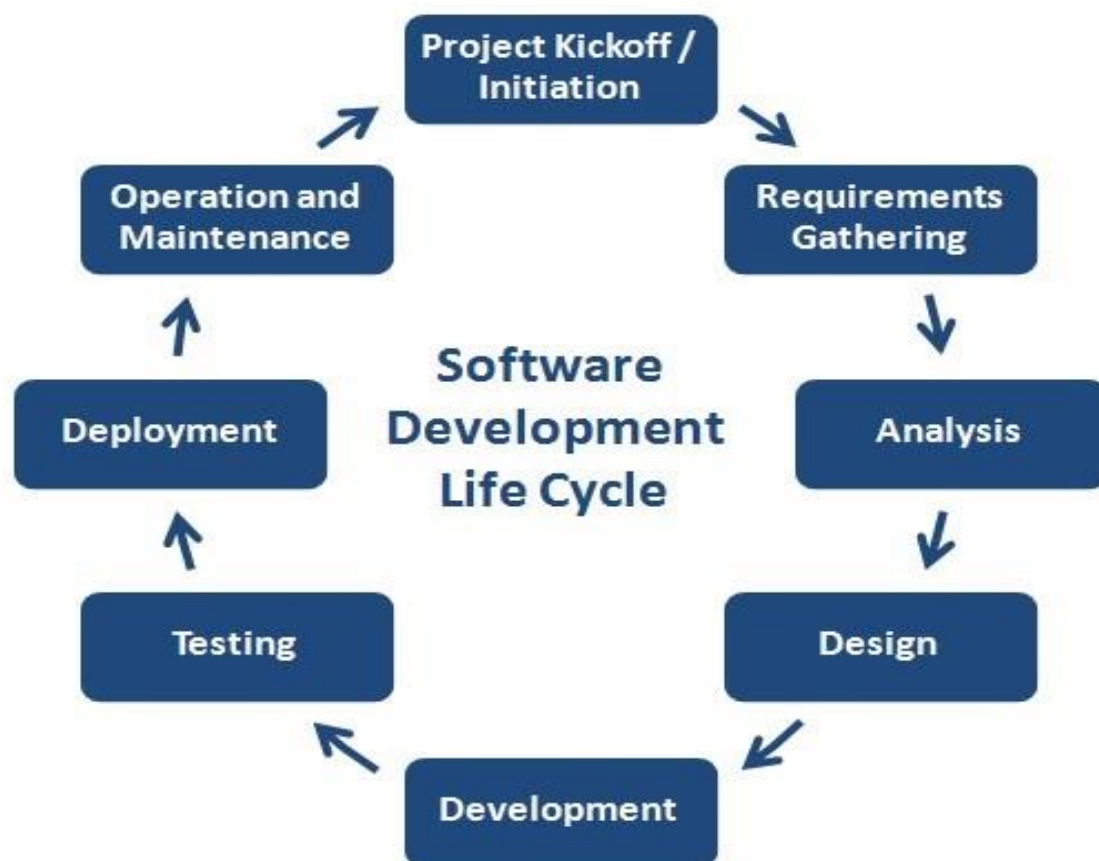 Project Kickoff /
Initiation
Requirements
Gathering
Analysis
Design
Development
Testing
Deployment
Operation and
Maintenance
Software
Development
Life Cycle